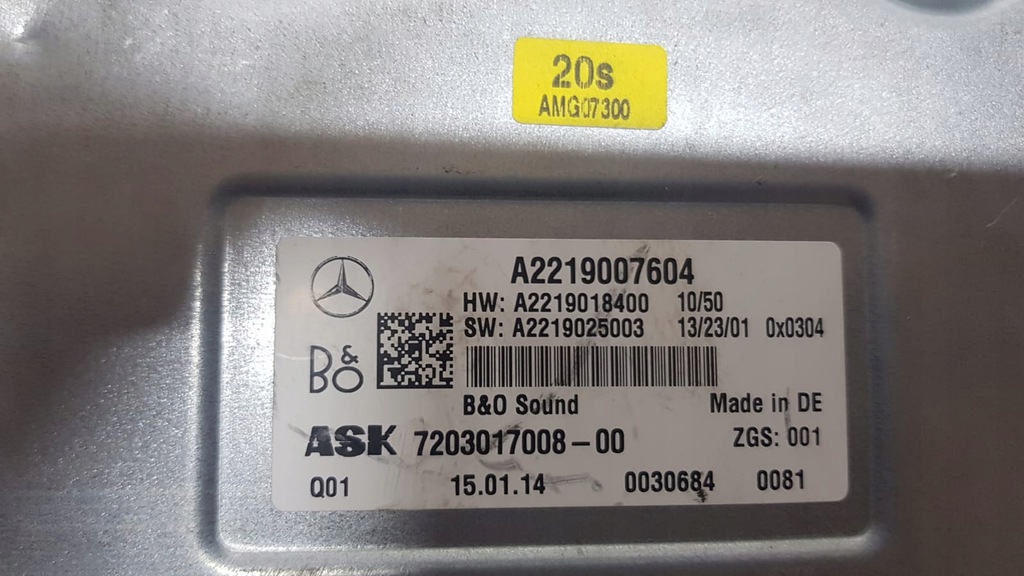 20s
AMG07300
A2219007604
HW: A2219018400 10/50
SW: A2219025003 13/23/01 0x0304
B&O
B&O Sound Made in DE
ASK 7203017008-00 ZGS: 001
Q01 15.01.14 0030684 0081